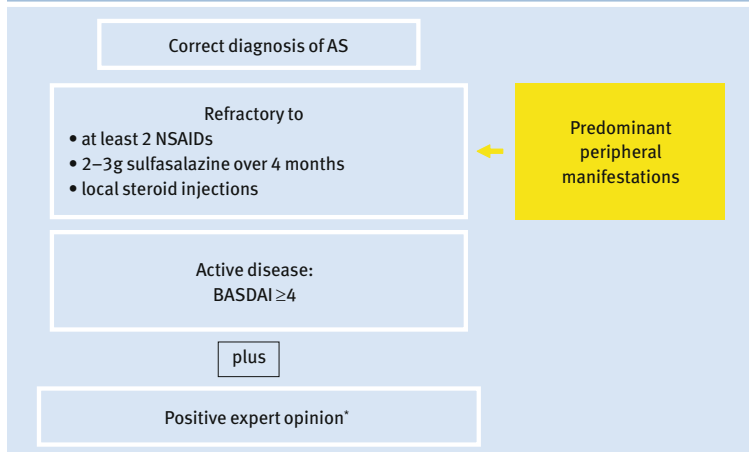 Correct diagnosis of AS
Refractory to
• at least 2 NSAIDs
• 2–3g sulfasalazine over 4 months
• local steroid injections
Predominant
peripheral
manifestations
Active disease:
BASDAI ≥4
plus
Positive expert opinion*